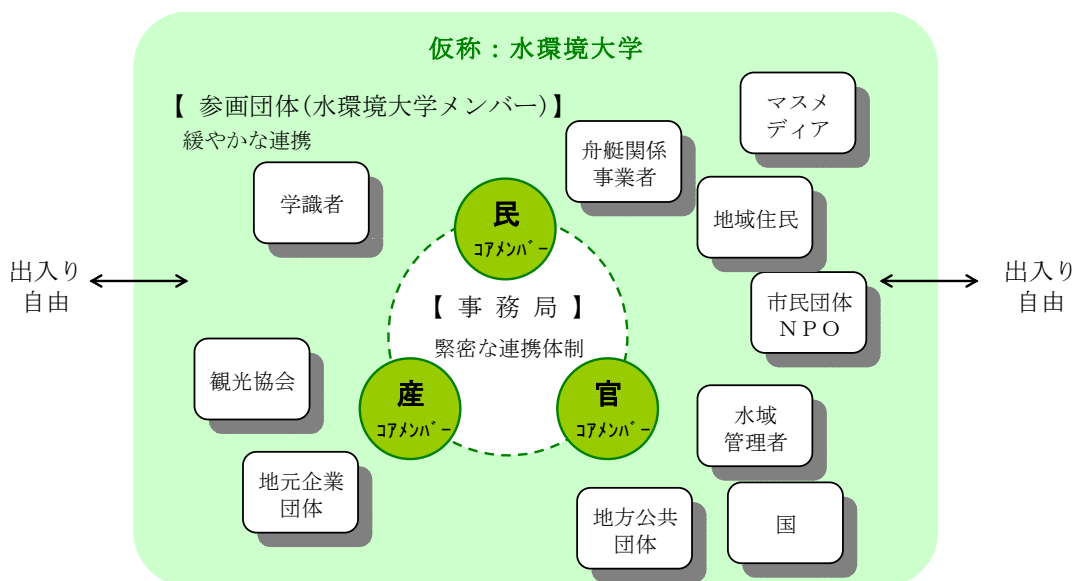 仮称：水環境大学
【 参画団体(水環境大学メンバー)】
緩やかな連携
マスメ
ディア
舟艇関係
事業者
学識者
地域住民
民
ｺｱﾒﾝﾊﾞｰ
出入り
自由
出入り
自由
市民団体
ＮＰＯ
【 事 務 局 】
緊密な連携体制
観光協会
産
ｺｱﾒﾝﾊﾞｰ
官
ｺｱﾒﾝﾊﾞｰ
水域
管理者
地元企業
団体
地方公共
団体
国